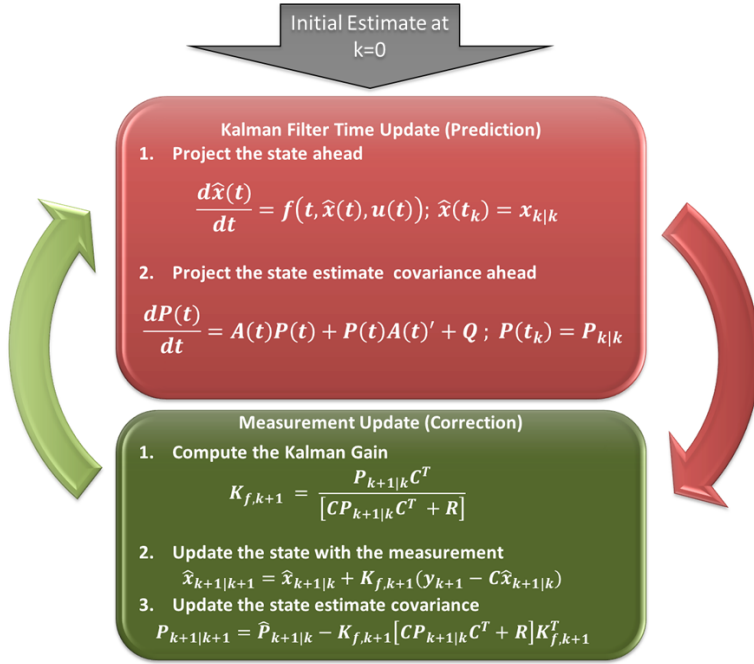 Initial Estimate at
k=0
Kalman Filter Time Update (Prediction)
1. Project the state ahead
dx̂(t)/dt = f(t, x̂(t), u(t)); x̂(t_k) = x_{k|k}
2. Project the state estimate covariance ahead
dP(t)/dt = A(t)P(t) + P(t)A(t)′ + Q ; P(t_k) = P_{k|k}
Measurement Update (Correction)
1. Compute the Kalman Gain
K_{f,k+1} = P_{k+1|k}C^T / [CP_{k+1|k}C^T + R]
2. Update the state with the measurement
x̂_{k+1|k+1} = x̂_{k+1|k} + K_{f,k+1}(y_{k+1} − Cx̂_{k+1|k})
3. Update the state estimate covariance
P_{k+1|k+1} = P̂_{k+1|k} − K_{f,k+1}[CP_{k+1|k}C^T + R]K^T_{f,k+1}